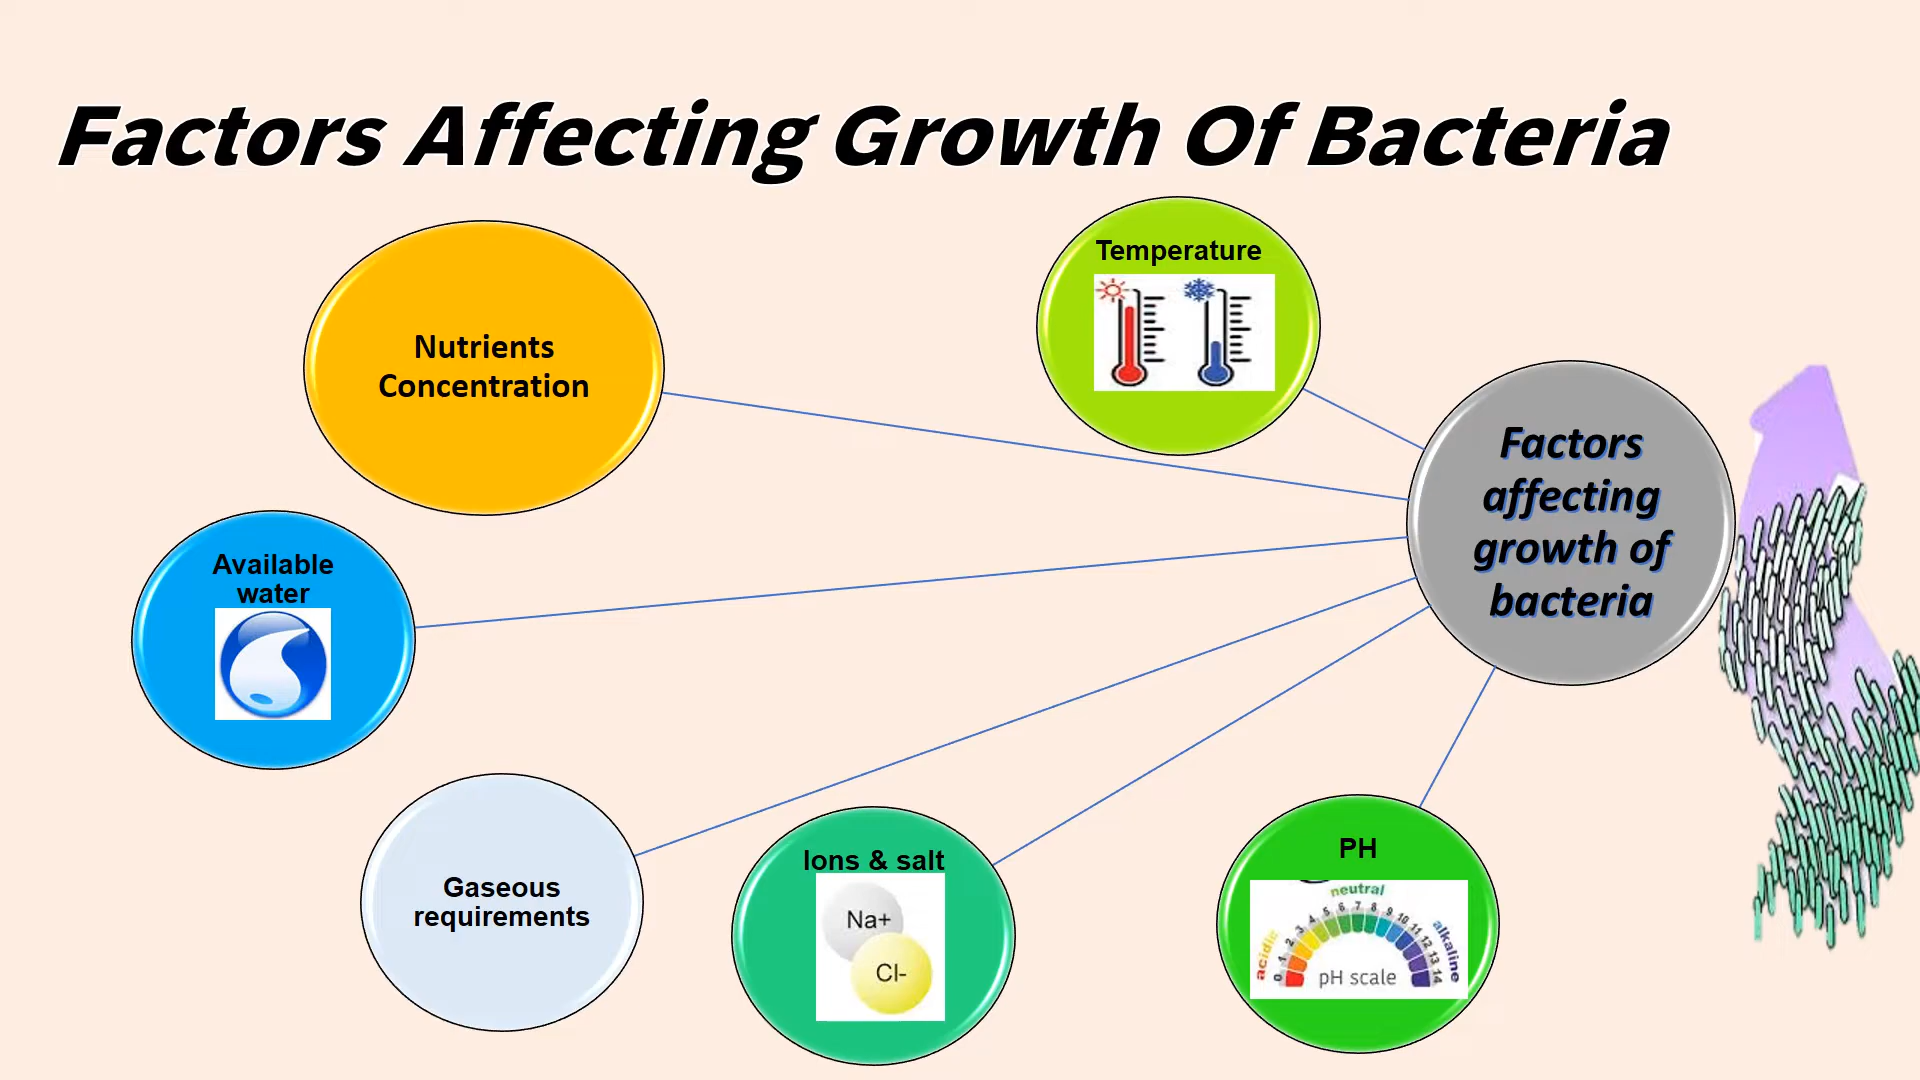 Factors Affecting Growth Of Bacteria
Temperature
Nutrients
Concentration
Factors
affecting
growth of
bacteria
Available
water
Gaseous
requirements
Ions & salt
Na+
Cl-
PH
neutral
acidic
alkaline
0 1 2 3 4 5 6 7 8 9 10 11 12 13 14
pH scale